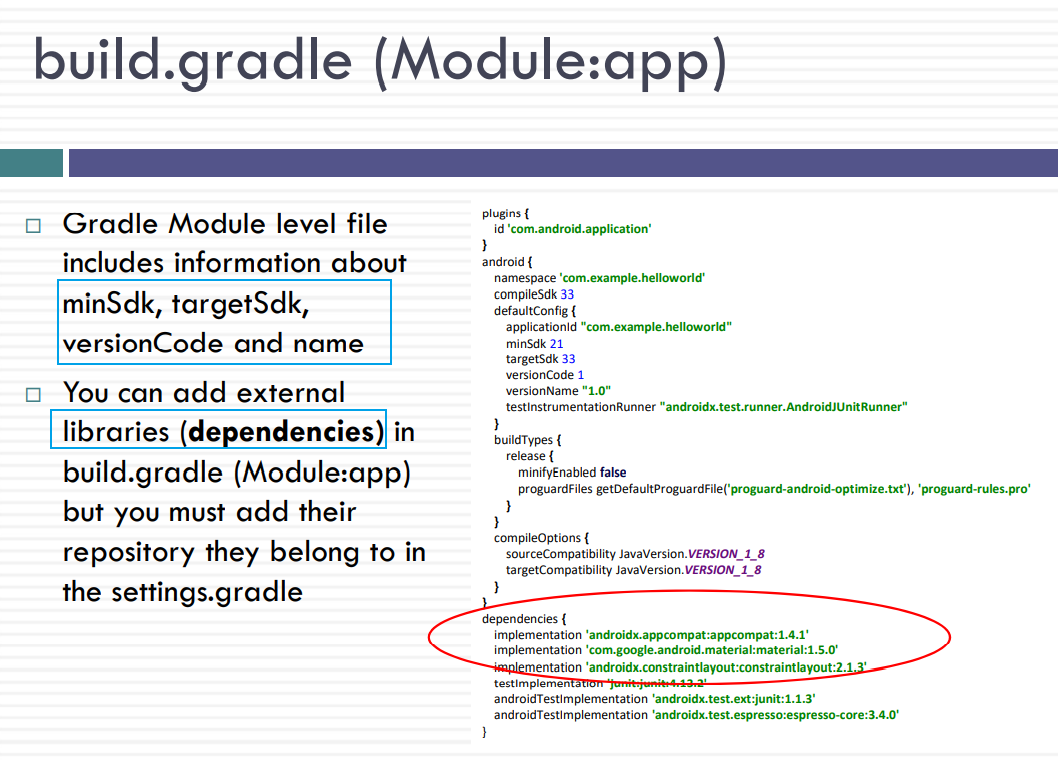 build.gradle (Module:app)
Gradle Module level file
includes information about
minSdk, targetSdk,
versionCode and name
You can add external
libraries (dependencies) in
build.gradle (Module:app)
but you must add their
repository they belong to in
the settings.gradle
plugins {
id 'com.android.application'
}
android {
namespace 'com.example.helloworld'
compileSdk 33
defaultConfig {
applicationId "com.example.helloworld"
minSdk 21
targetSdk 33
versionCode 1
versionName "1.0"
testInstrumentationRunner "androidx.test.runner.AndroidJUnitRunner"
}
buildTypes {
release {
minifyEnabled false
proguardFiles getDefaultProguardFile('proguard-android-optimize.txt'), 'proguard-rules.pro'
}
}
compileOptions {
sourceCompatibility JavaVersion.VERSION_1_8
targetCompatibility JavaVersion.VERSION_1_8
}
}
dependencies {
implementation 'androidx.appcompat:appcompat:1.4.1'
implementation 'com.google.android.material:material:1.5.0'
implementation 'androidx.constraintlayout:constraintlayout:2.1.3'
testImplementation 'junit:junit:4.13.2'
androidTestImplementation 'androidx.test.ext:junit:1.1.3'
androidTestImplementation 'androidx.test.espresso:espresso-core:3.4.0'
}